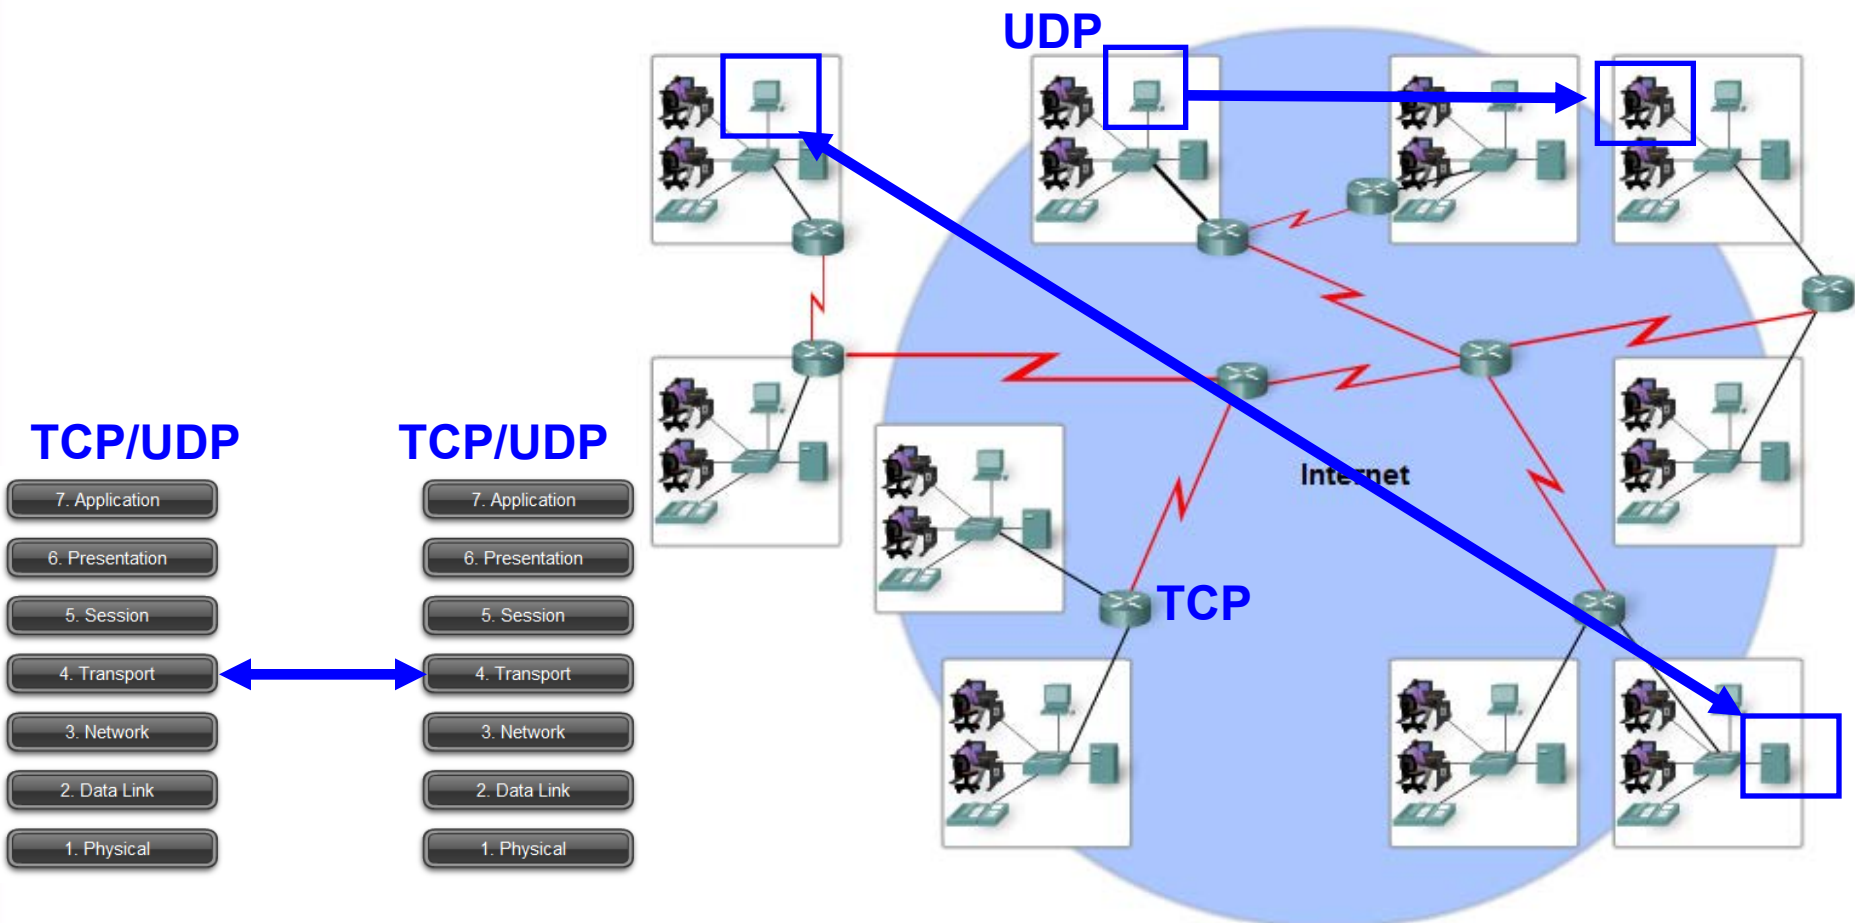 UDP
TCP/UDP
TCP/UDP
7. Application
7. Application
6. Presentation
6. Presentation
5. Session
5. Session
4. Transport
4. Transport
3. Network
3. Network
2. Data Link
2. Data Link
1. Physical
1. Physical
Internet
TCP